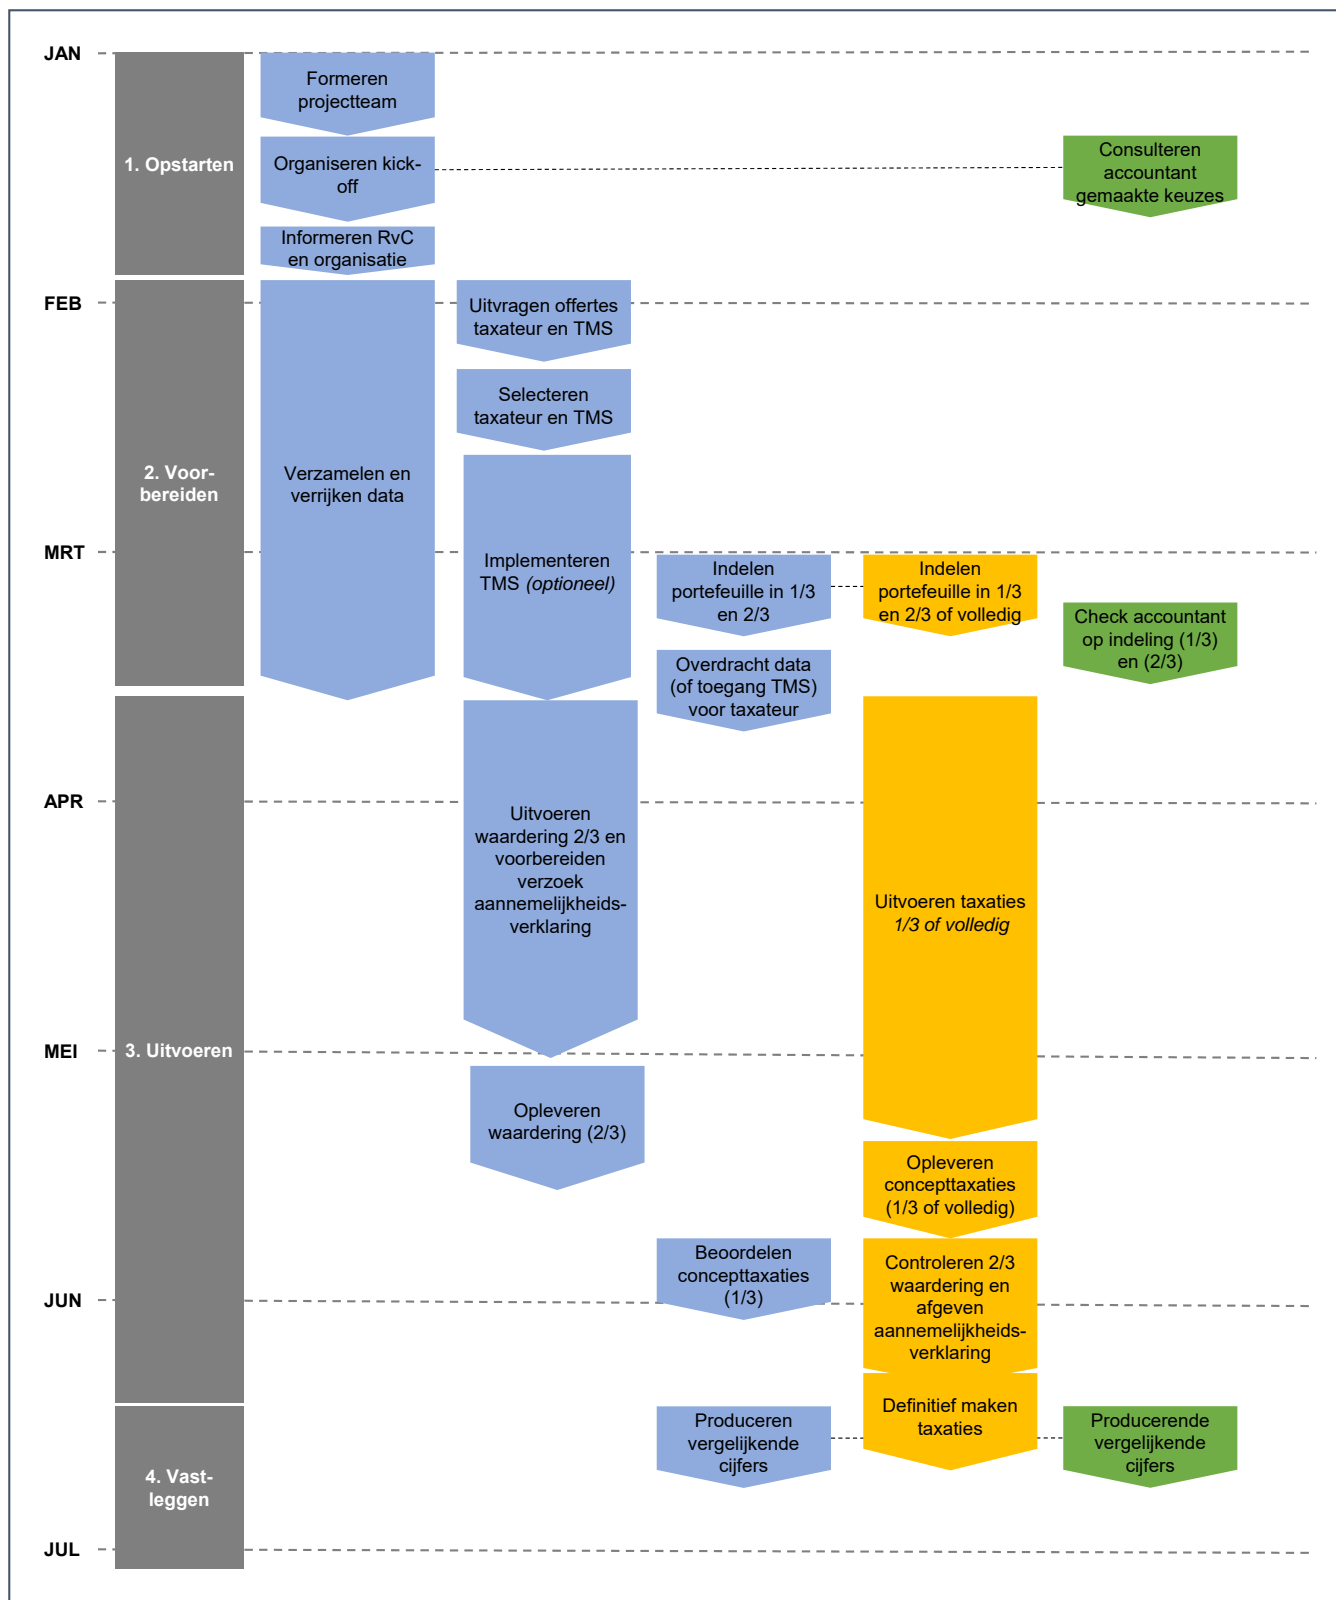 JAN
1. Opstarten
Formeren
projectteam
Organiseren kick-
off
Consulteren
accountant
gemaakte keuzes
Informeren RvC
en organisatie
FEB
2. Voor-
bereiden
Verzamelen en
verrijken data
Uitvragen offertes
taxateur en TMS
Selecteren
taxateur en TMS
MRT
Implementeren
TMS (optioneel)
Indelen
portefeuille in 1/3
en 2/3
Indelen
portefeuille in 1/3
en 2/3 of volledig
Check accountant
op indeling (1/3)
en (2/3)
Overdracht data
(of toegang TMS)
voor taxateur
APR
3. Uitvoeren
Uitvoeren
waardering 2/3 en
voorbereiden
verzoek
aannemelijkheids-
verklaring
Uitvoeren taxaties
1/3 of volledig
MEI
Opleveren
waardering (2/3)
Opleveren
concepttaxaties
(1/3 of volledig)
Beoordelen
concepttaxaties
(1/3)
Controleren 2/3
waardering en
afgeven
aannemelijkheids-
verklaring
JUN
4. Vast-
leggen
Produceren
vergelijkende
cijfers
Definitief maken
taxaties
Producerende
vergelijkende
cijfers
JUL